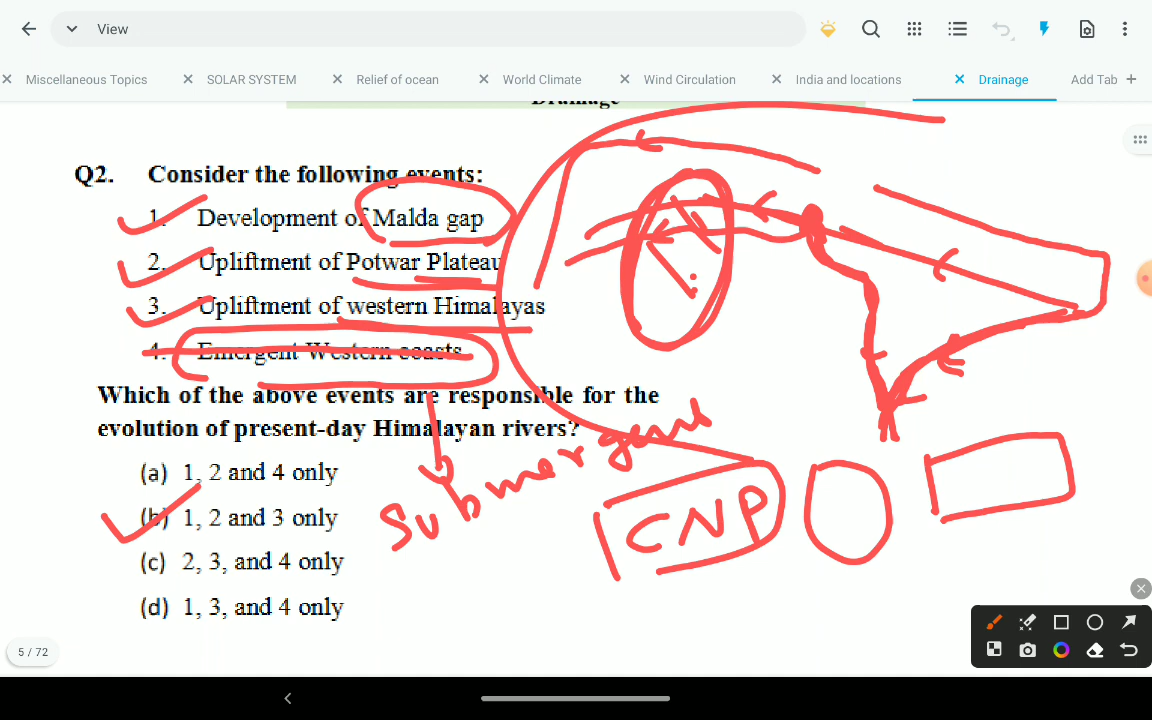 View
Miscellaneous Topics
SOLAR SYSTEM
Relief of ocean
World Climate
Wind Circulation
India and locations
Drainage
Add Tab
Drainage
Q2. Consider the following events:
1. Development of Malda gap
2. Upliftment of Potwar Plateau
3. Upliftment of western Himalayas
4. Emergent Western coasts
Which of the above events are responsible for the
evolution of present-day Himalayan rivers?
(a) 1, 2 and 4 only
(b) 1, 2 and 3 only
(c) 2, 3, and 4 only
(d) 1, 3, and 4 only
Submergent
CNP
5 / 72